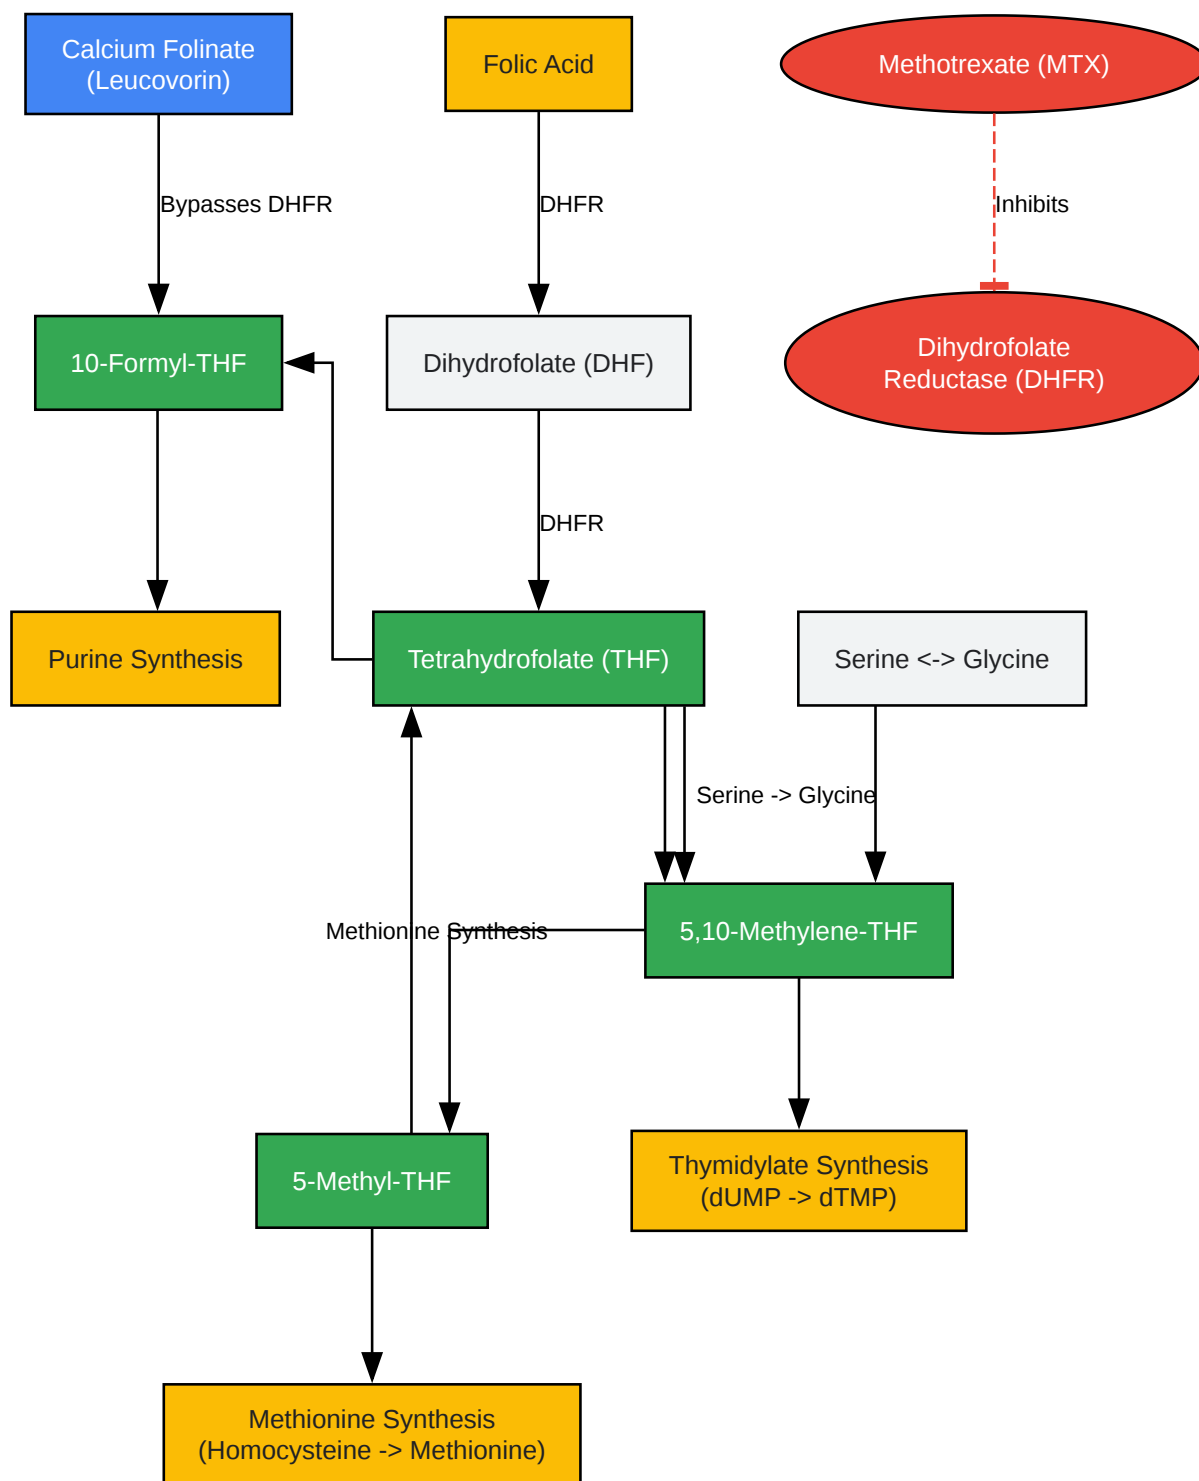 Calcium Folinate
(Leucovorin)
Folic Acid
Methotrexate (MTX)
Bypasses DHFR
DHFR
Inhibits
10-Formyl-THF
Dihydrofolate (DHF)
Dihydrofolate
Reductase (DHFR)
DHFR
Purine Synthesis
Tetrahydrofolate (THF)
Serine <-> Glycine
Serine -> Glycine
Methionine Synthesis
5,10-Methylene-THF
5-Methyl-THF
Thymidylate Synthesis
(dUMP -> dTMP)
Methionine Synthesis
(Homocysteine -> Methionine)